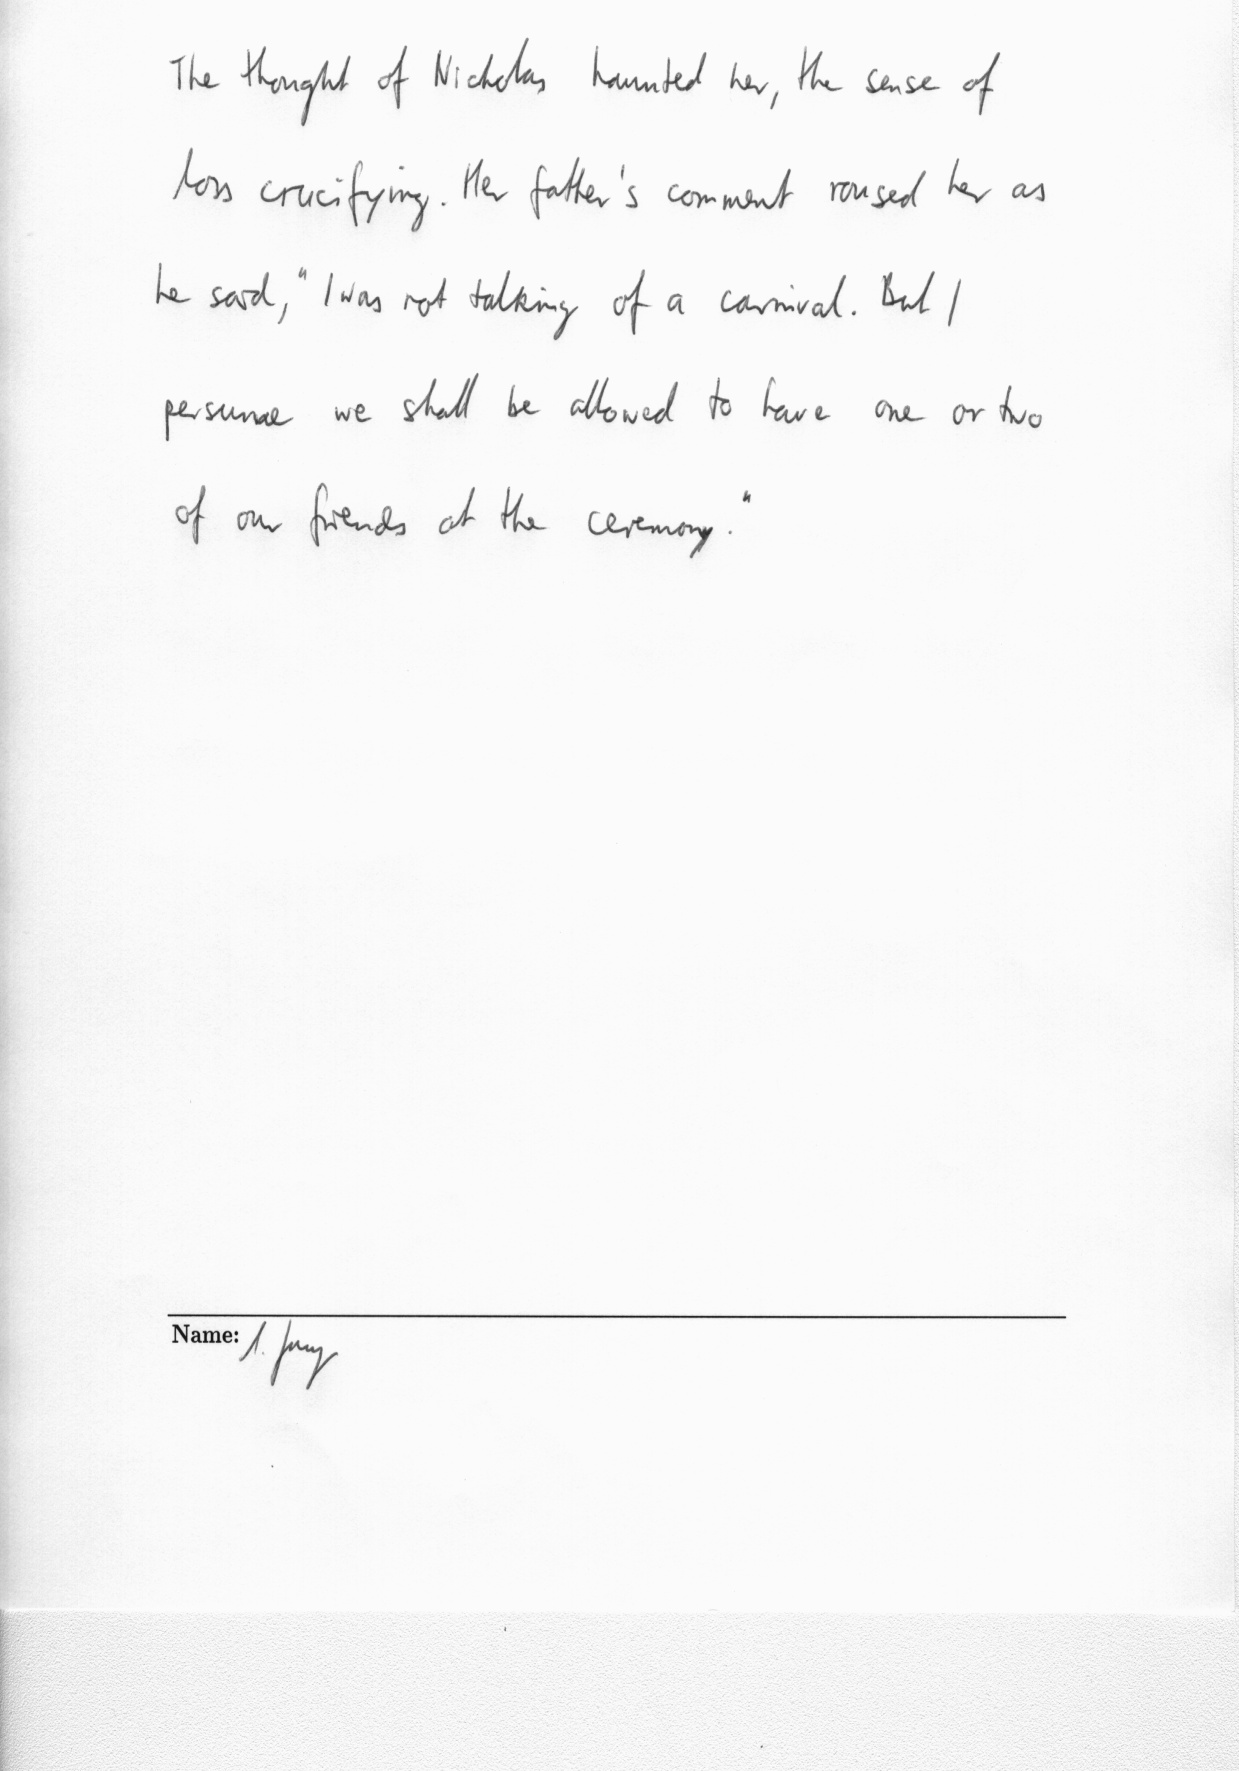 The thought of Nicholas haunted her, the sense of
loss crucifying. Her father's comment roused her as
he said, "I was not talking of a carnival. But I
persume we shall be allowed to have one or two
of our friends at the ceremony."
Name: